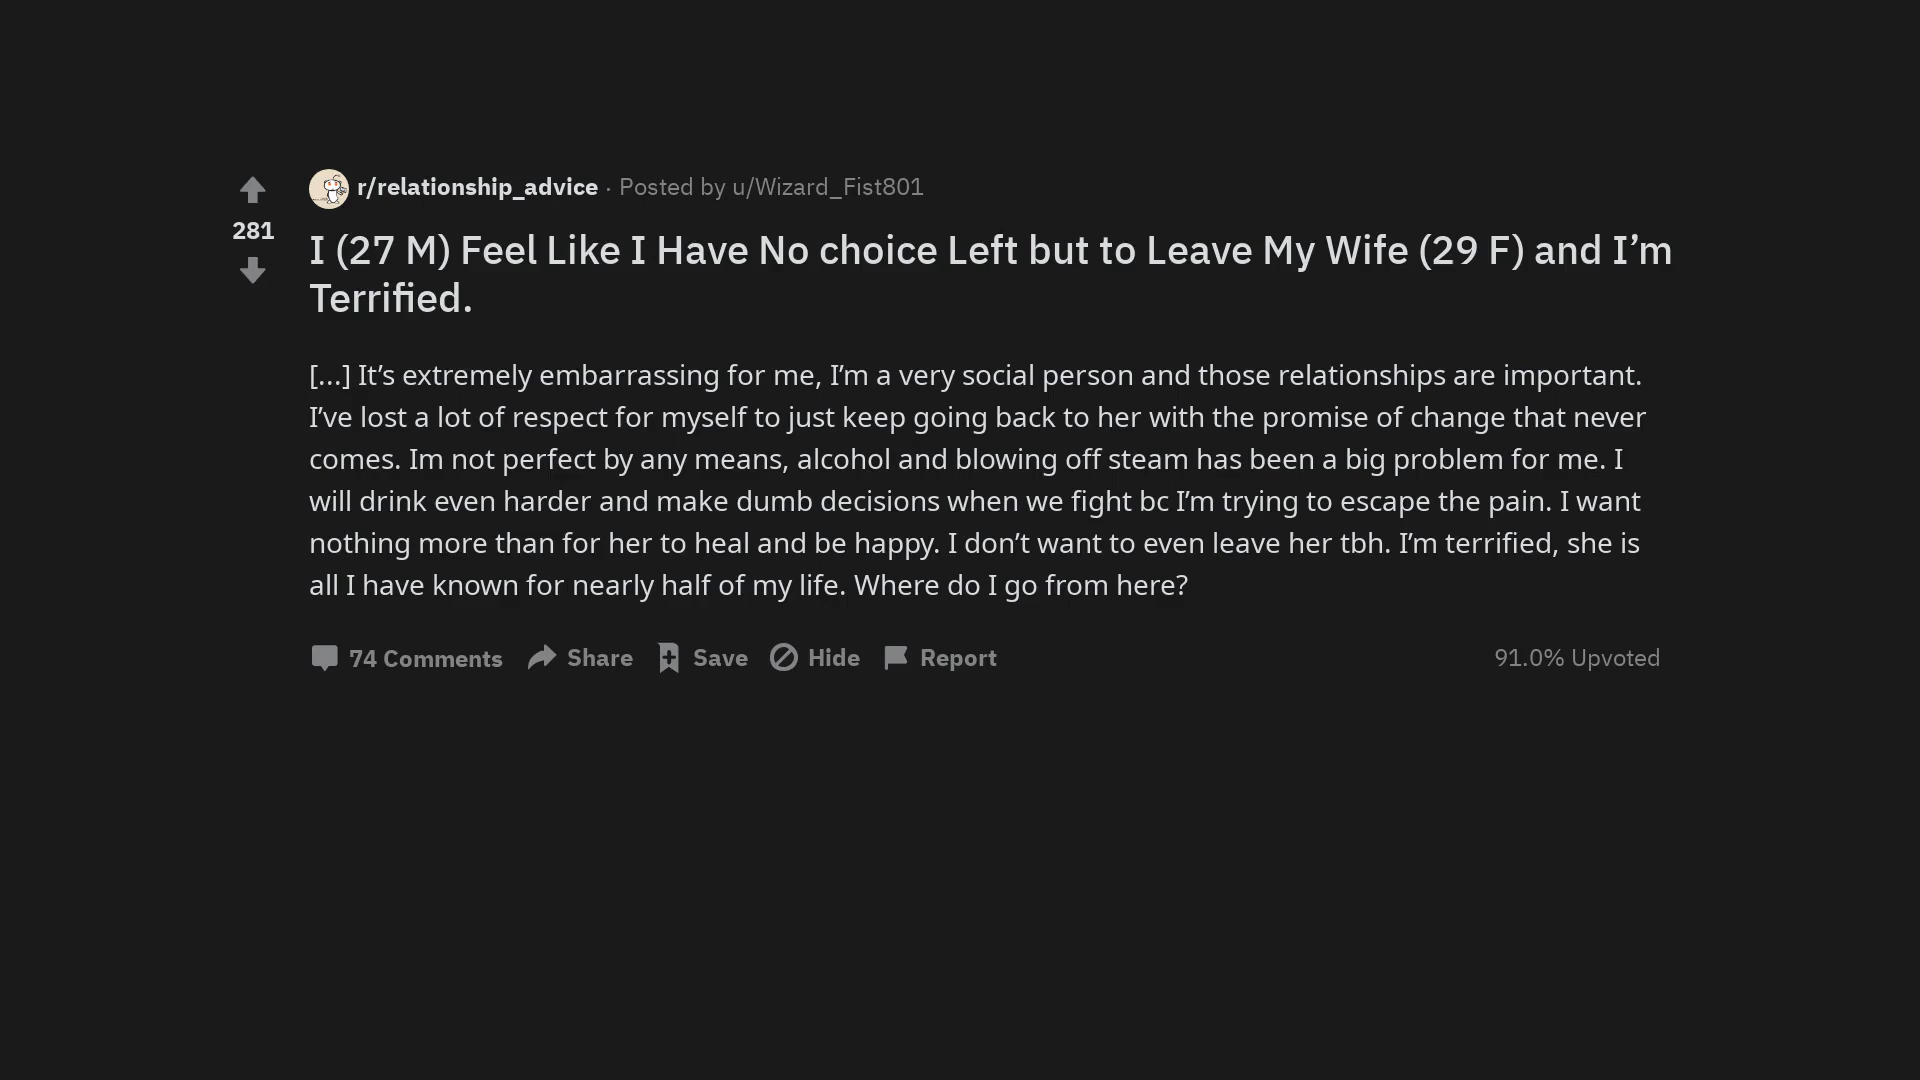 r/relationship_advice · Posted by u/Wizard_Fist801
281
I (27 M) Feel Like I Have No choice Left but to Leave My Wife (29 F) and I’m
Terrified.
[...] It’s extremely embarrassing for me, I’m a very social person and those relationships are important.
I’ve lost a lot of respect for myself to just keep going back to her with the promise of change that never
comes. Im not perfect by any means, alcohol and blowing off steam has been a big problem for me. I
will drink even harder and make dumb decisions when we fight bc I’m trying to escape the pain. I want
nothing more than for her to heal and be happy. I don’t want to even leave her tbh. I’m terrified, she is
all I have known for nearly half of my life. Where do I go from here?
74 Comments Share Save Hide Report 91.0% Upvoted